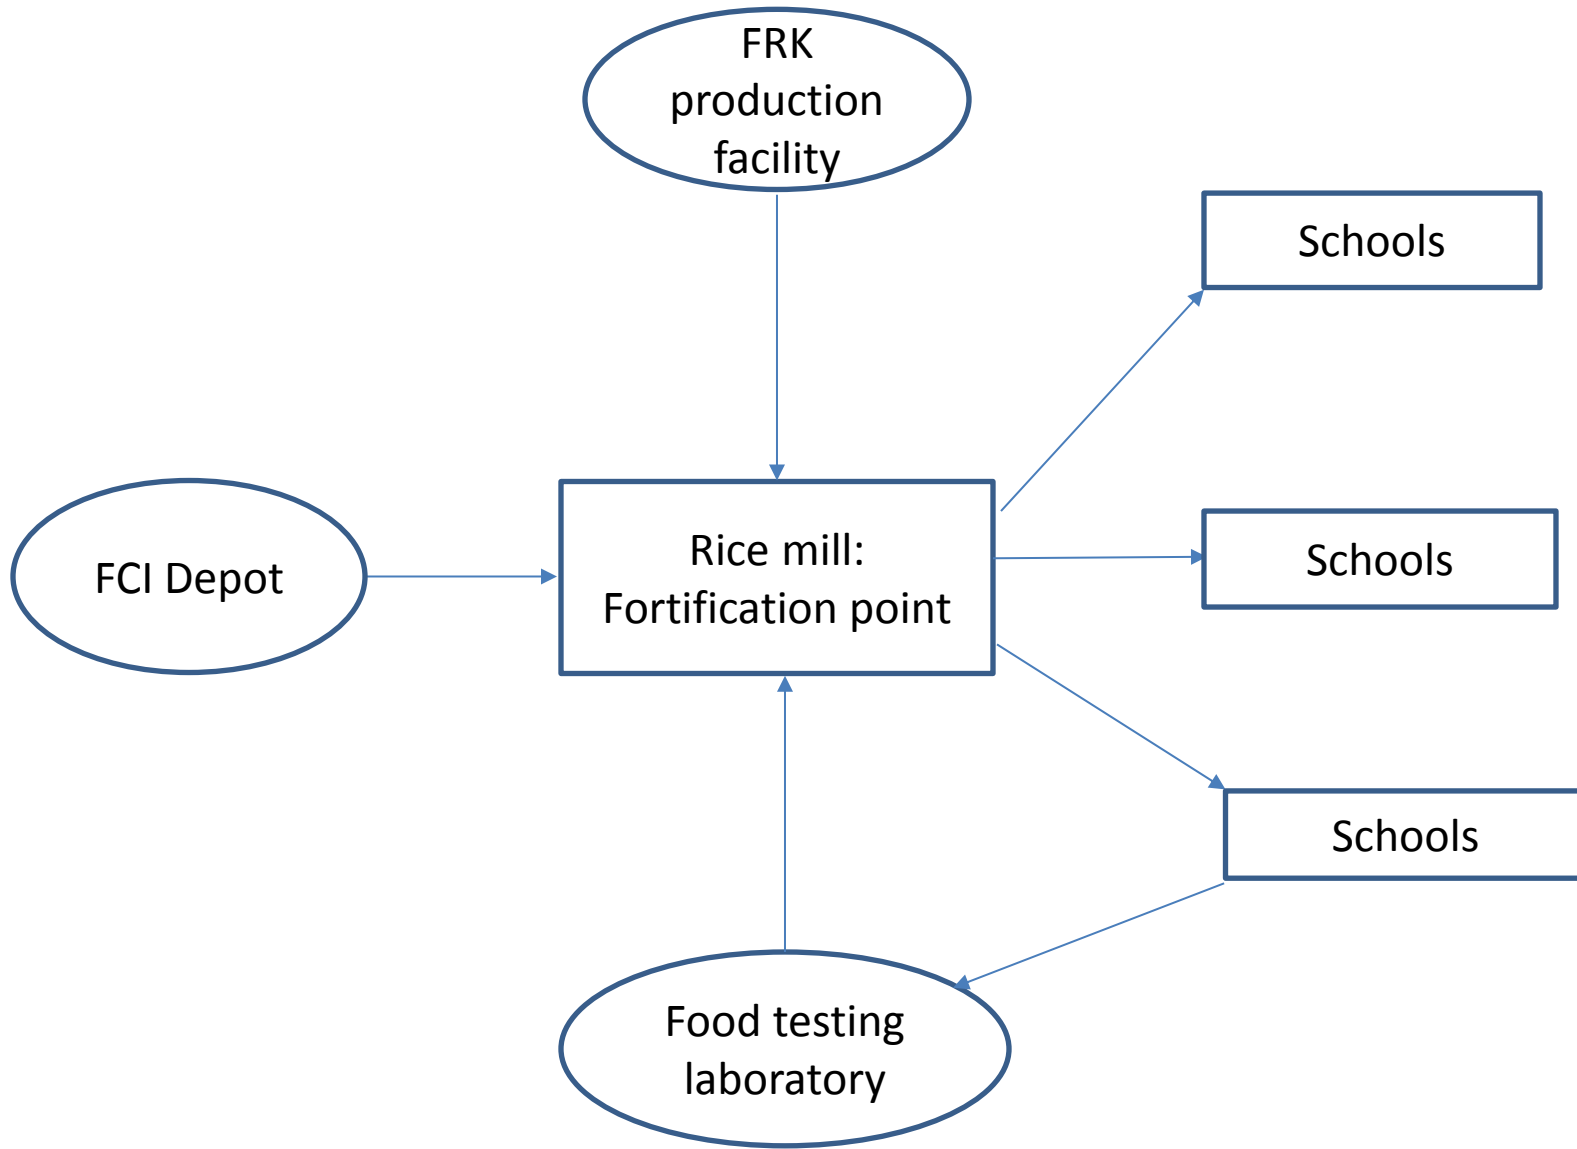 FRK
production
facility
Schools
FCI Depot
Rice mill:
Fortification point
Schools
Schools
Food testing
laboratory